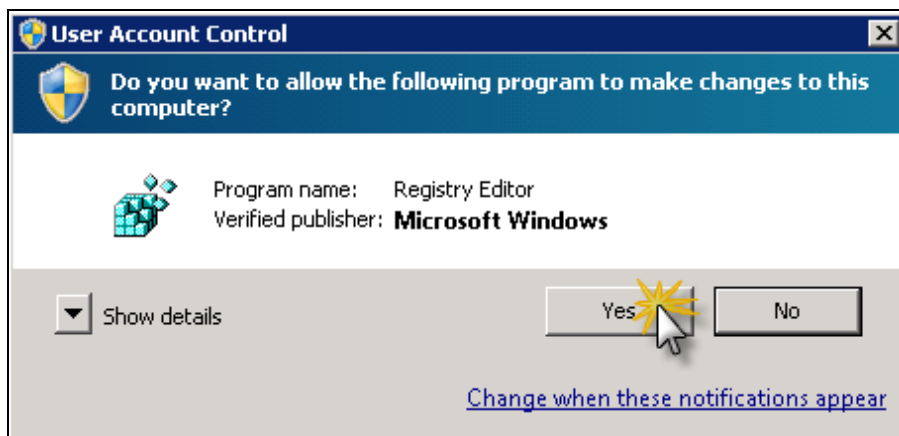 User Account Control
Do you want to allow the following program to make changes to this
computer?
Program name: Registry Editor
Verified publisher: Microsoft Windows
Show details
Yes
No
Change when these notifications appear